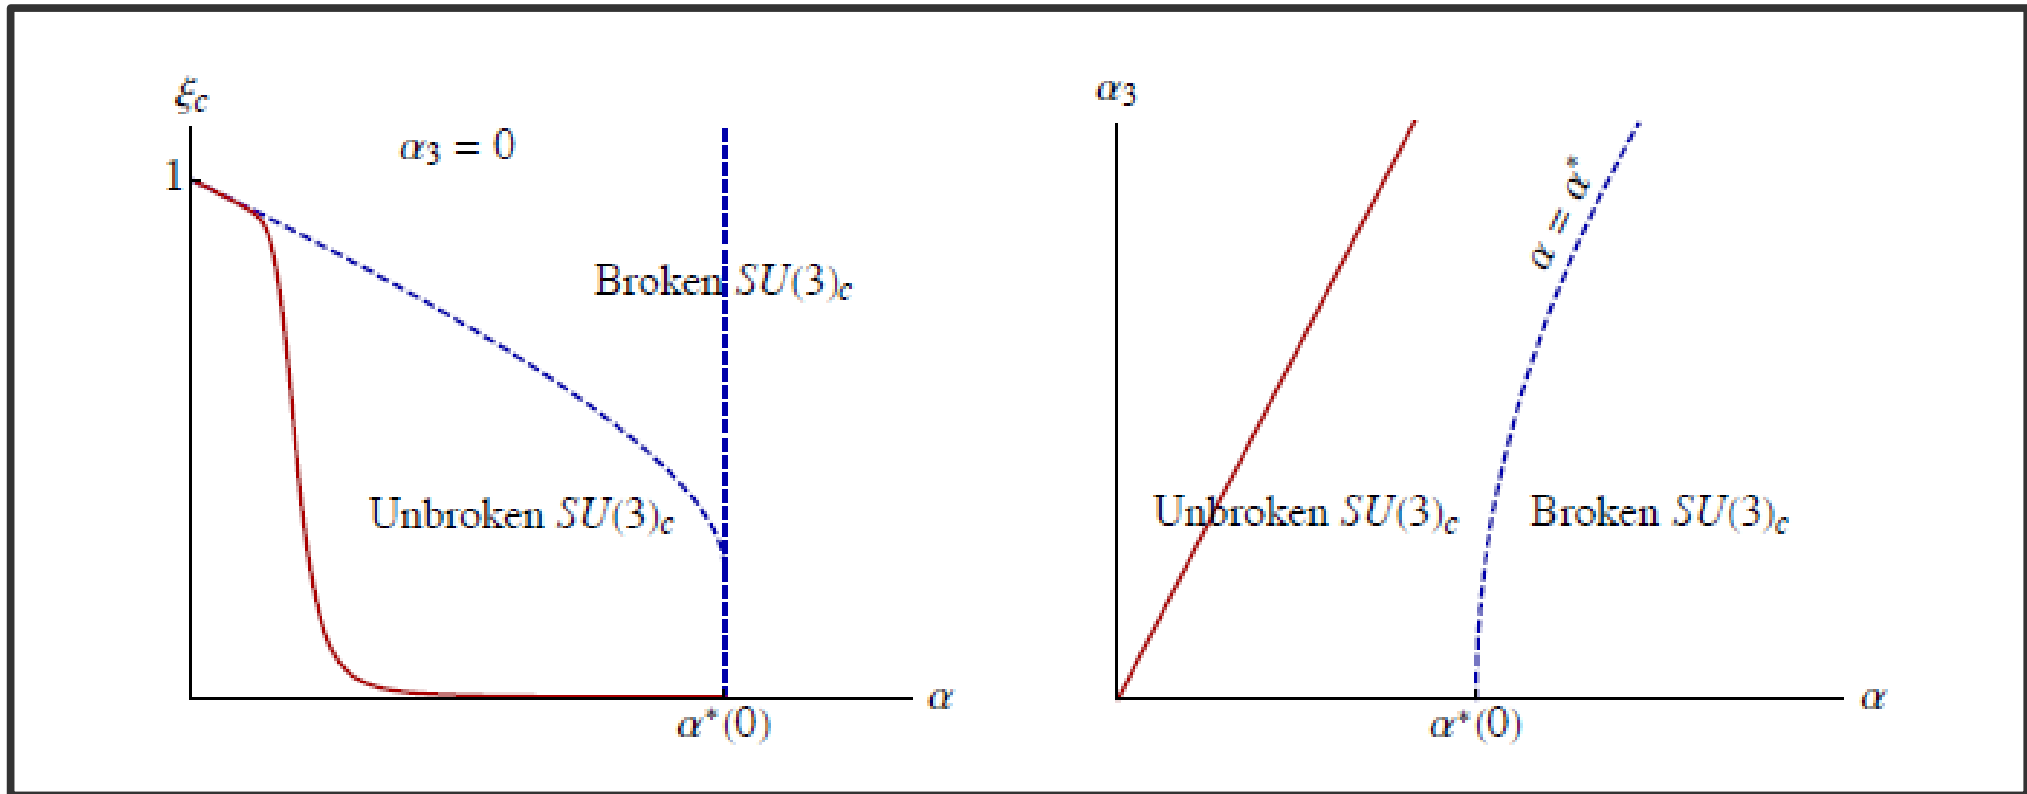 ξc
1
α3 = 0
Broken SU(3)c
Unbroken SU(3)c
α
α*(0)
α3
α = α*
Unbroken SU(3)c
Broken SU(3)c
α
α*(0)